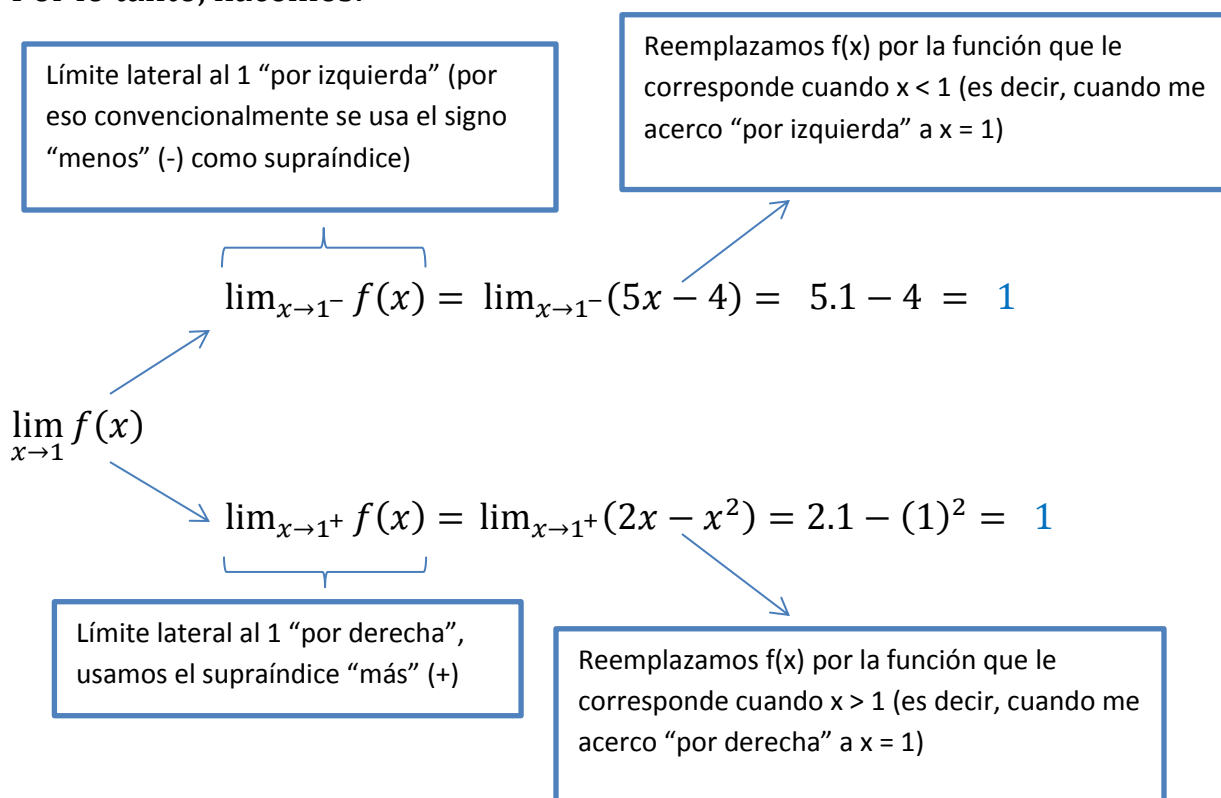 Por lo tanto, hacemos:
Límite lateral al 1 “por izquierda” (por
eso convencionalmente se usa el signo
“menos” (-) como supraíndice)
Reemplazamos f(x) por la función que le
corresponde cuando x < 1 (es decir, cuando me
acerco “por izquierda” a x = 1)
lim_{x→1⁻} f(x) = lim_{x→1⁻}(5x − 4) = 5.1 − 4 = 1
lim_{x→1} f(x)
lim_{x→1⁺} f(x) = lim_{x→1⁺}(2x − x²) = 2.1 − (1)² = 1
Límite lateral al 1 “por derecha”,
usamos el supraíndice “más” (+)
Reemplazamos f(x) por la función que le
corresponde cuando x > 1 (es decir, cuando me
acerco “por derecha” a x = 1)